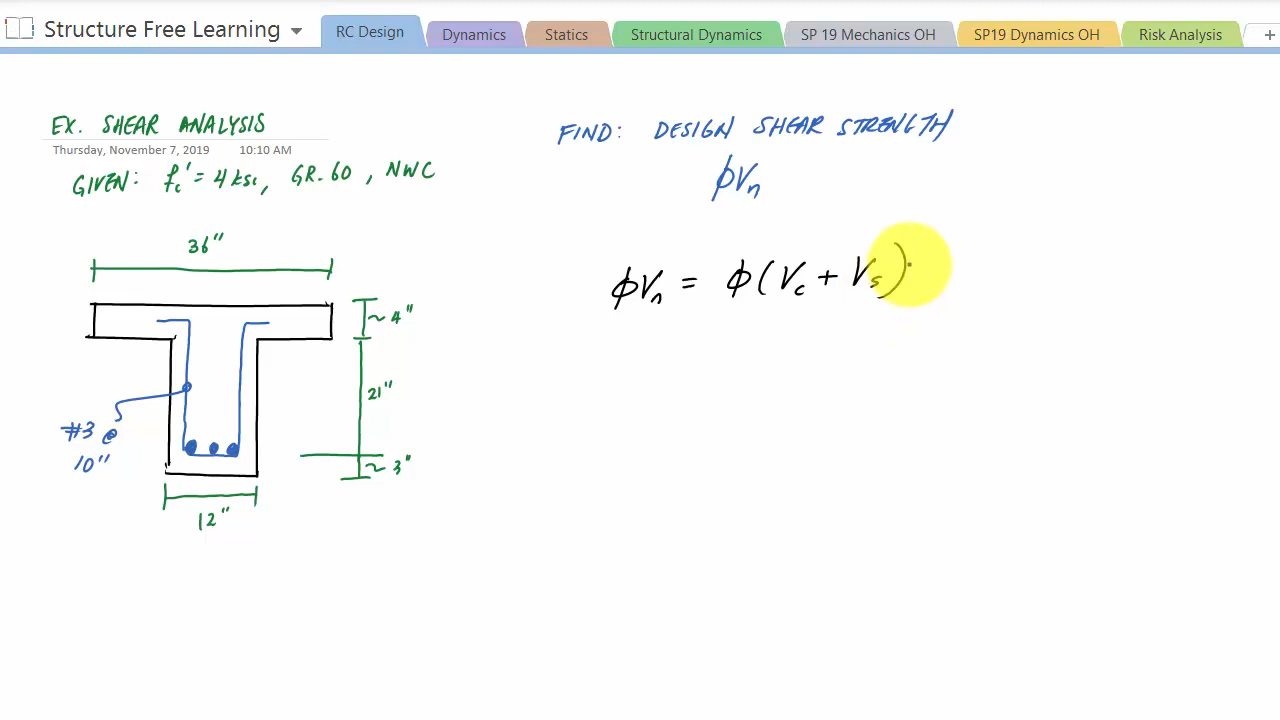 Structure Free Learning
RC Design
Dynamics
Statics
Structural Dynamics
SP 19 Mechanics OH
SP19 Dynamics OH
Risk Analysis
EX. SHEAR ANALYSIS
Thursday, November 7, 2019 10:10 AM
GIVEN: fc' = 4 ksi, GR. 60, NWC
36"
~ 4"
21"
~ 3"
#3 @
10"
12"
FIND: DESIGN SHEAR STRENGTH
ϕVn
ϕVn = ϕ(Vc + Vs)